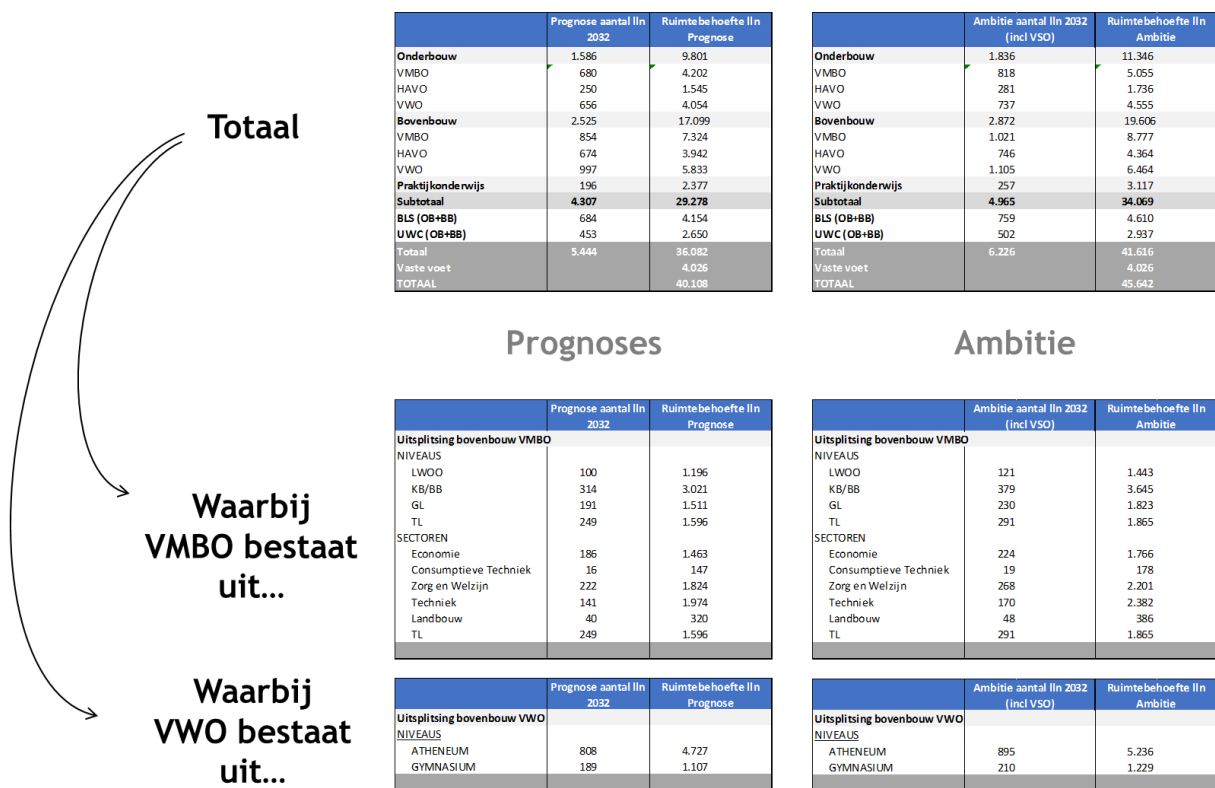 Prognose aantal lln 2032 Ruimtebehoefte lln Prognose
Onderbouw 1.586 9.801
VMBO 680 4.202
HAVO 250 1.545
VWO 656 4.054
Bovenbouw 2.525 17.099
VMBO 854 7.324
HAVO 674 3.942
VWO 997 5.833
Praktijkonderwijs 196 2.377
Subtotaal 4.307 29.278
BLS (OB+BB) 684 4.154
UWC (OB+BB) 453 2.650
Totaal 5.444 36.082
Vaste voet 4.026
TOTAAL 40.108
Ambitie aantal lln 2032 (incl VSO) Ruimtebehoefte lln Ambitie
Onderbouw 1.836 11.346
VMBO 818 5.055
HAVO 281 1.736
VWO 737 4.555
Bovenbouw 2.872 19.606
VMBO 1.021 8.777
HAVO 746 4.364
VWO 1.105 6.464
Praktijkonderwijs 257 3.117
Subtotaal 4.965 34.069
BLS (OB+BB) 759 4.610
UWC (OB+BB) 502 2.937
Totaal 6.226 41.616
Vaste voet 4.026
TOTAAL 45.642
Totaal
Prognoses
Ambitie
Waarbij
VMBO bestaat
uit...
Prognose aantal lln 2032 Ruimtebehoefte lln Prognose
Uitsplitsing bovenbouw VMBO
NIVEAUS
LWOO 100 1.196
KB/BB 314 3.021
GL 191 1.511
TL 249 1.596
SECTOREN
Economie 186 1.463
Consumptieve Techniek 16 147
Zorg en Welzijn 222 1.824
Techniek 141 1.974
Landbouw 40 320
TL 249 1.596
Ambitie aantal lln 2032 (incl VSO) Ruimtebehoefte lln Ambitie
Uitsplitsing bovenbouw VMBO
NIVEAUS
LWOO 121 1.443
KB/BB 379 3.645
GL 230 1.823
TL 291 1.865
SECTOREN
Economie 224 1.766
Consumptieve Techniek 19 178
Zorg en Welzijn 268 2.201
Techniek 170 2.382
Landbouw 48 386
TL 291 1.865
Waarbij
VWO bestaat
uit...
Prognose aantal lln 2032 Ruimtebehoefte lln Prognose
Uitsplitsing bovenbouw VWO
NIVEAUS
ATHENEUM 808 4.727
GYMNASIUM 189 1.107
Ambitie aantal lln 2032 (incl VSO) Ruimtebehoefte lln Ambitie
Uitsplitsing bovenbouw VWO
NIVEAUS
ATHENEUM 895 5.236
GYMNASIUM 210 1.229